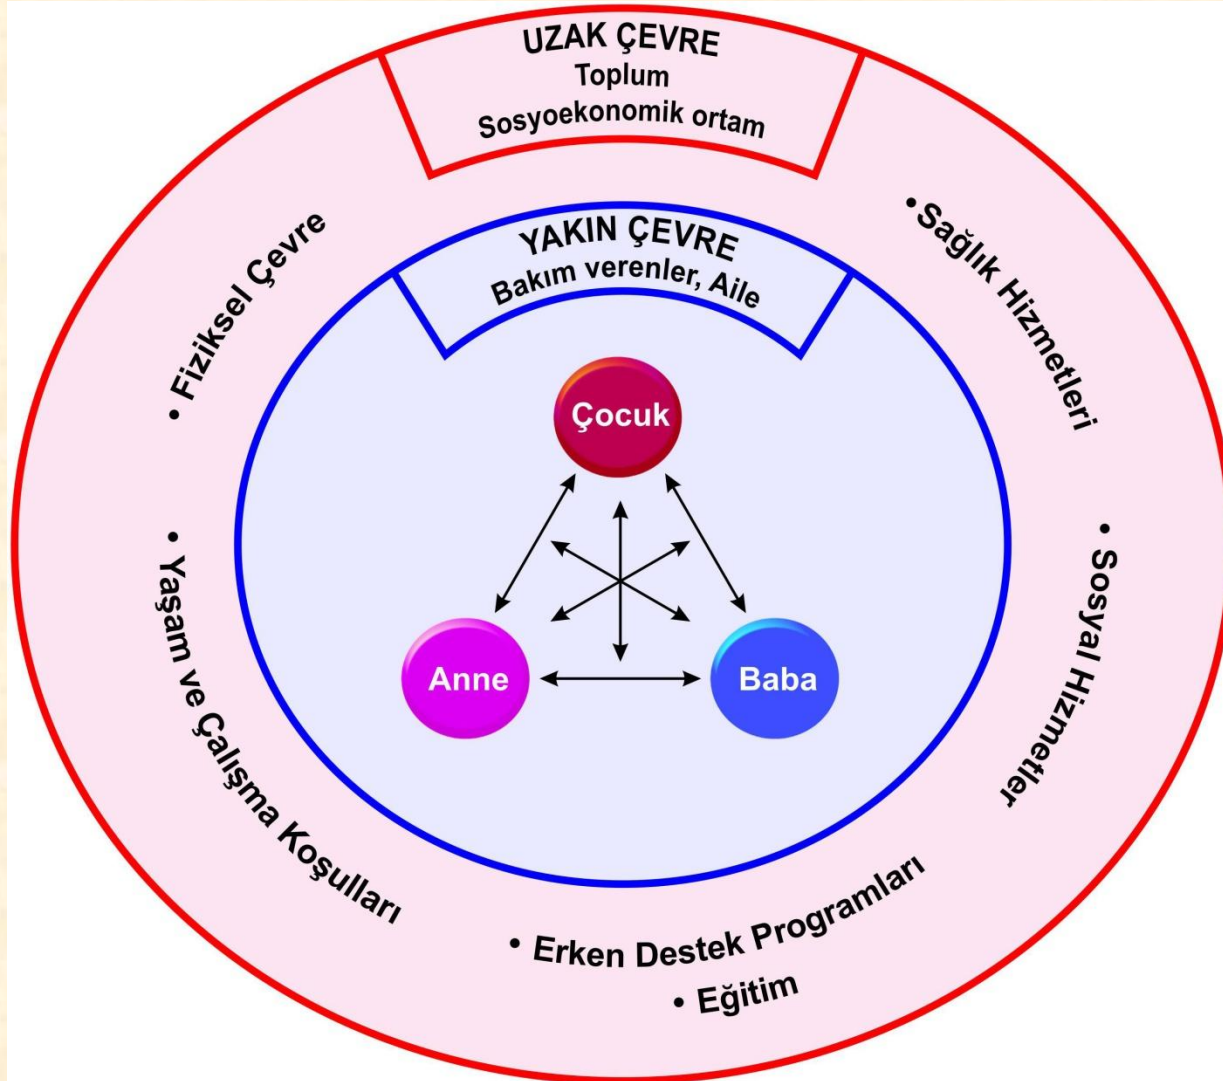 UZAK ÇEVRE
Toplum
Sosyoekonomik ortam
YAKIN ÇEVRE
Bakım verenler, Aile
• Fiziksel Çevre
• Sağlık Hizmetleri
Çocuk
Anne
Baba
• Yaşam ve Çalışma Koşulları
• Sosyal Hizmetler
• Erken Destek Programları
• Eğitim